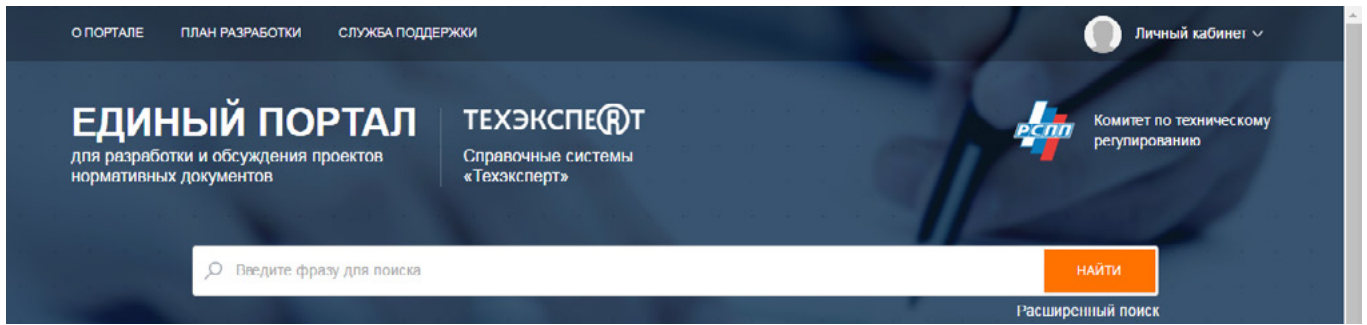 О ПОРТАЛЕ ПЛАН РАЗРАБОТКИ СЛУЖБА ПОДДЕРЖКИ Личный кабинет
ЕДИНЫЙ ПОРТАЛ
для разработки и обсуждения проектов
нормативных документов
ТЕХЭКСПЕ®Т
Справочные системы
«Техэксперт»
РСПП
Комитет по техническому
регулированию
Введите фразу для поиска
НАЙТИ
Расширенный поиск